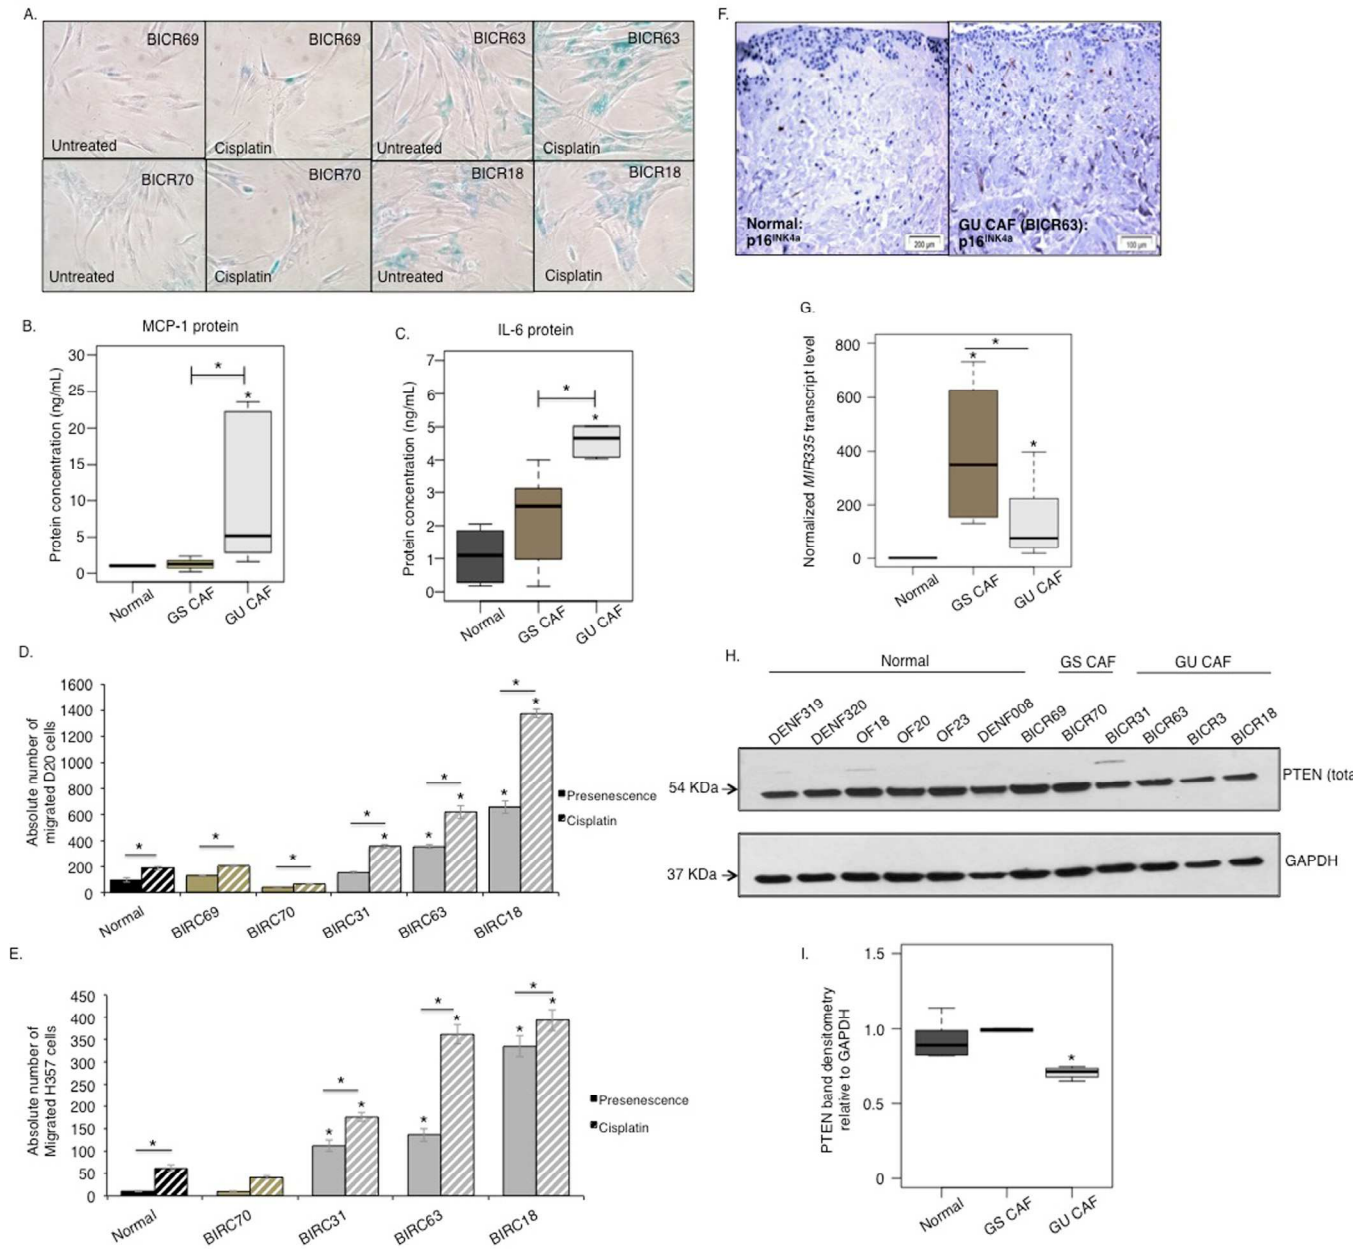 A.
BICR69
BICR69
BICR63
BICR63
Untreated
Cisplatin
Untreated
Cisplatin
BICR70
BICR70
BICR18
BICR18
Untreated
Cisplatin
Untreated
Cisplatin
B.
MCP-1 protein
Protein concentration (ng/mL)
30
25
20
15
10
5
0
*
*
Normal
GS CAF
GU CAF
C.
IL-6 protein
Protein concentration (ng/mL)
7
6
5
4
3
2
1
0
*
*
Normal
GS CAF
GU CAF
D.
Absolute number of
migrated D20 cells
1600
1400
1200
1000
800
600
400
200
0
*
*
*
*
*
*
*
*
*
*
*
Presenescence
Cisplatin
Normal
BIRC69
BIRC70
BIRC31
BIRC63
BIRC18
E.
Absolute number of
Migrated H357 cells
450
400
350
300
250
200
150
100
50
0
*
*
*
*
*
*
*
*
*
*
Presenescence
Cisplatin
Normal
BIRC70
BIRC31
BIRC63
BIRC18
F.
Normal:
p16INK4a
200 µm
GU CAF (BICR63):
p16INK4a
100 µm
G.
Normalized MIR335 transcript level
800
600
400
200
0
*
*
*
Normal
GS CAF
GU CAF
H.
Normal
GS CAF
GU CAF
DENF319
DENF320
OF18
OF20
OF23
DENF008
BICR69
BICR70
BICR31
BICR63
BICR3
BICR18
54 KDa
PTEN (tota
37 KDa
GAPDH
I.
PTEN band densitometry
relative to GAPDH
1.5
1.0
0.5
0
*
Normal
GS CAF
GU CAF